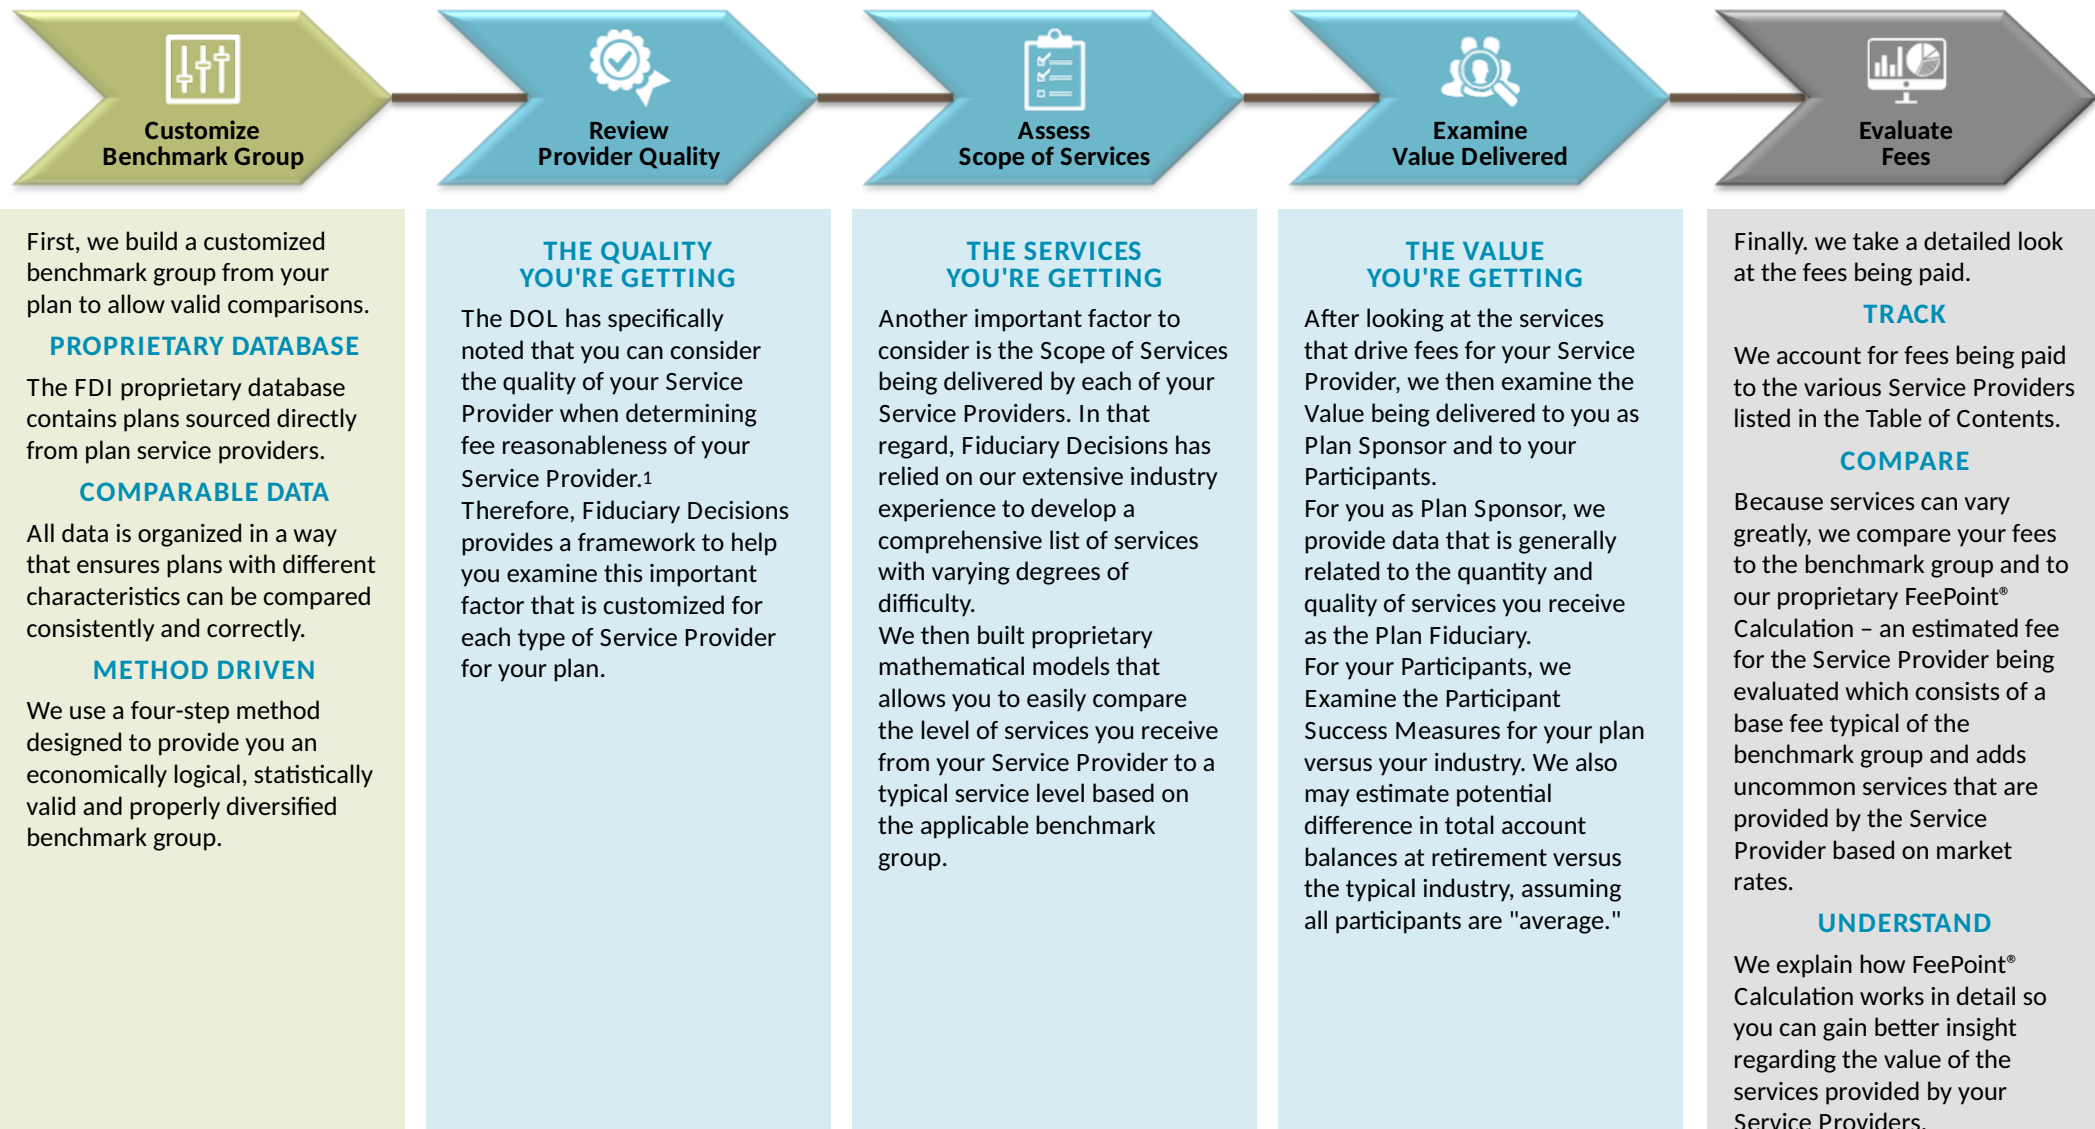 Customize
Benchmark Group
Review
Provider Quality
Assess
Scope of Services
Examine
Value Delivered
Evaluate
Fees
First, we build a customized
benchmark group from your
plan to allow valid comparisons.
PROPRIETARY DATABASE
The FDI proprietary database
contains plans sourced directly
from plan service providers.
COMPARABLE DATA
All data is organized in a way
that ensures plans with different
characteristics can be compared
consistently and correctly.
METHOD DRIVEN
We use a four-step method
designed to provide you an
economically logical, statistically
valid and properly diversified
benchmark group.
THE QUALITY
YOU'RE GETTING
The DOL has specifically
noted that you can consider
the quality of your Service
Provider when determining
fee reasonableness of your
Service Provider.1
Therefore, Fiduciary Decisions
provides a framework to help
you examine this important
factor that is customized for
each type of Service Provider
for your plan.
THE SERVICES
YOU'RE GETTING
Another important factor to
consider is the Scope of Services
being delivered by each of your
Service Providers. In that
regard, Fiduciary Decisions has
relied on our extensive industry
experience to develop a
comprehensive list of services
with varying degrees of
difficulty.
We then built proprietary
mathematical models that
allows you to easily compare
the level of services you receive
from your Service Provider to a
typical service level based on
the applicable benchmark
group.
THE VALUE
YOU'RE GETTING
After looking at the services
that drive fees for your Service
Provider, we then examine the
Value being delivered to you as
Plan Sponsor and to your
Participants.
For you as Plan Sponsor, we
provide data that is generally
related to the quantity and
quality of services you receive
as the Plan Fiduciary.
For your Participants, we
Examine the Participant
Success Measures for your plan
versus your industry. We also
may estimate potential
difference in total account
balances at retirement versus
the typical industry, assuming
all participants are "average."
Finally. we take a detailed look
at the fees being paid.
TRACK
We account for fees being paid
to the various Service Providers
listed in the Table of Contents.
COMPARE
Because services can vary
greatly, we compare your fees
to the benchmark group and to
our proprietary FeePoint®
Calculation – an estimated fee
for the Service Provider being
evaluated which consists of a
base fee typical of the
benchmark group and adds
uncommon services that are
provided by the Service
Provider based on market
rates.
UNDERSTAND
We explain how FeePoint®
Calculation works in detail so
you can gain better insight
regarding the value of the
services provided by your
Service Providers.